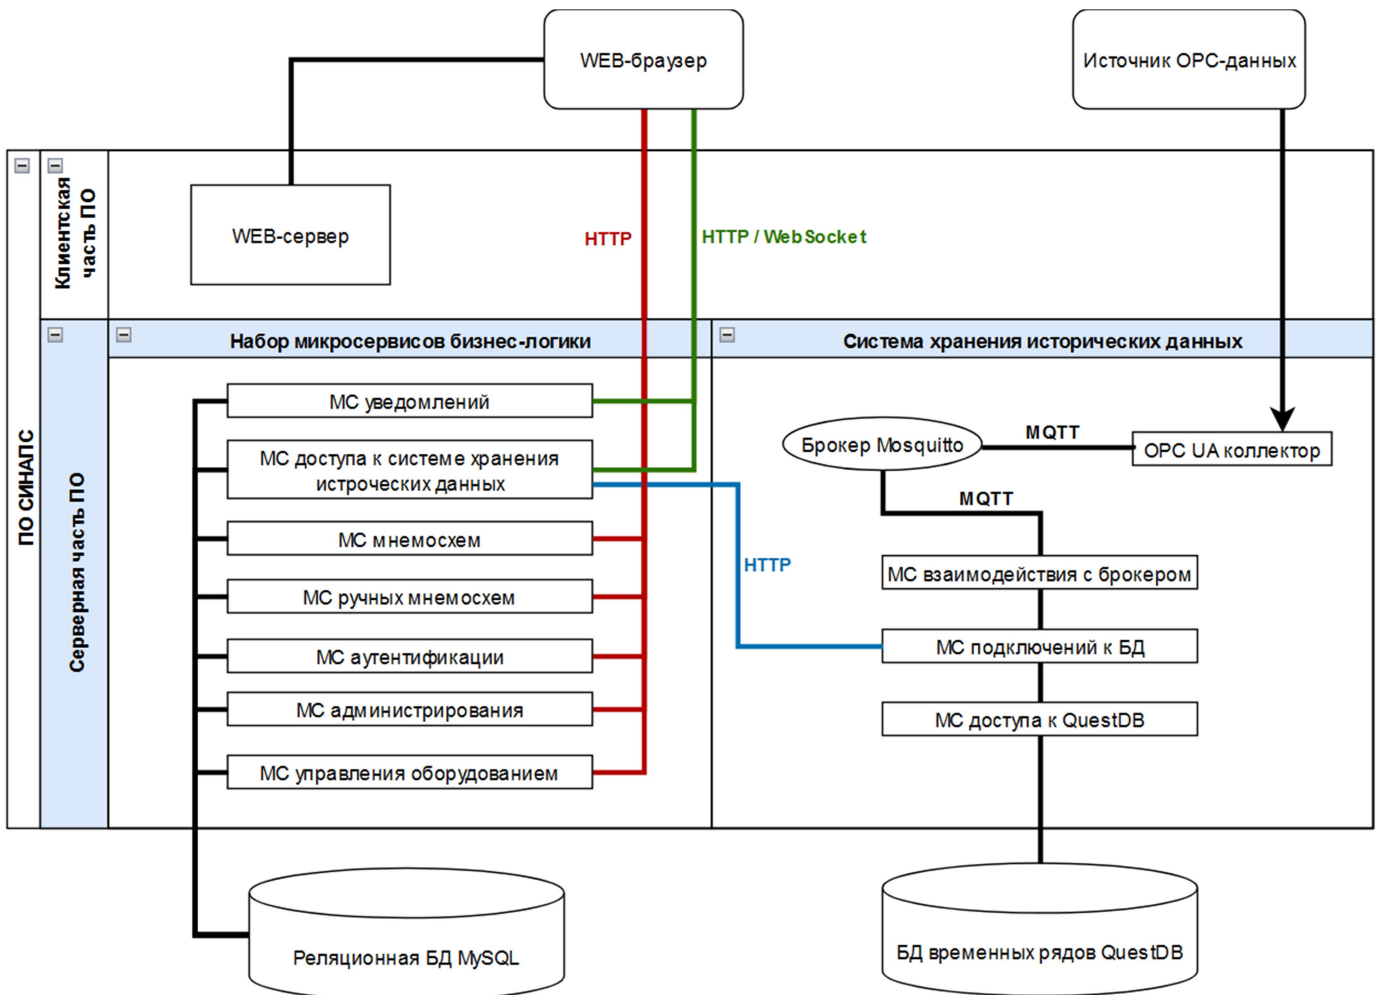 WEB-браузер
Источник OPC-данных
ПО СИНАПС
Клиентская
часть ПО
WEB-сервер
HTTP
HTTP / WebSocket
Серверная часть ПО
Набор микросервисов бизнес-логики
Система хранения исторических данных
МС уведомлений
МС доступа к системе хранения
истроческих данных
МС мнемосхем
МС ручных мнемосхем
МС аутентификации
МС администрирования
МС управления оборудованием
HTTP
Брокер Mosquitto
MQTT
OPC UA коллектор
MQTT
МС взаимодействия с брокером
МС подключений к БД
МС доступа к QuestDB
Реляционная БД MySQL
БД временных рядов QuestDB